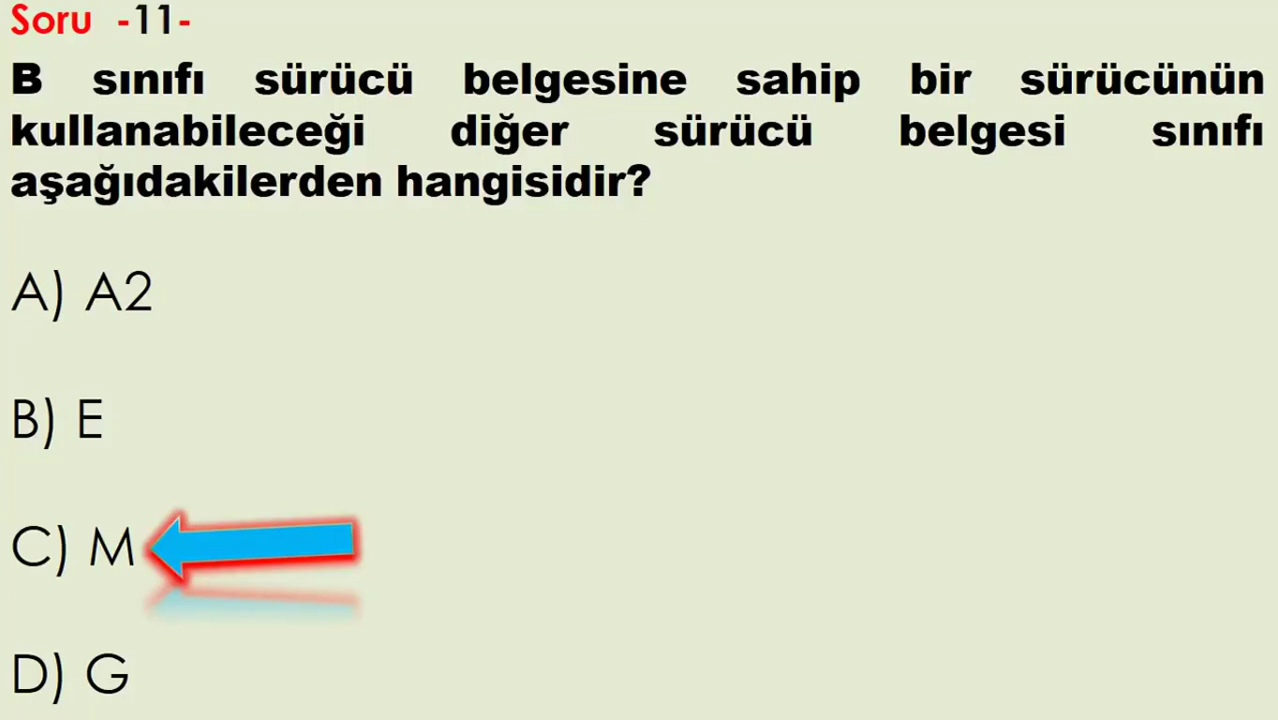 Soru -11-
B sınıfı sürücü belgesine sahip bir sürücünün
kullanabileceği diğer sürücü belgesi sınıfı
aşağıdakilerden hangisidir?
A) A2
B) E
C) M
D) G